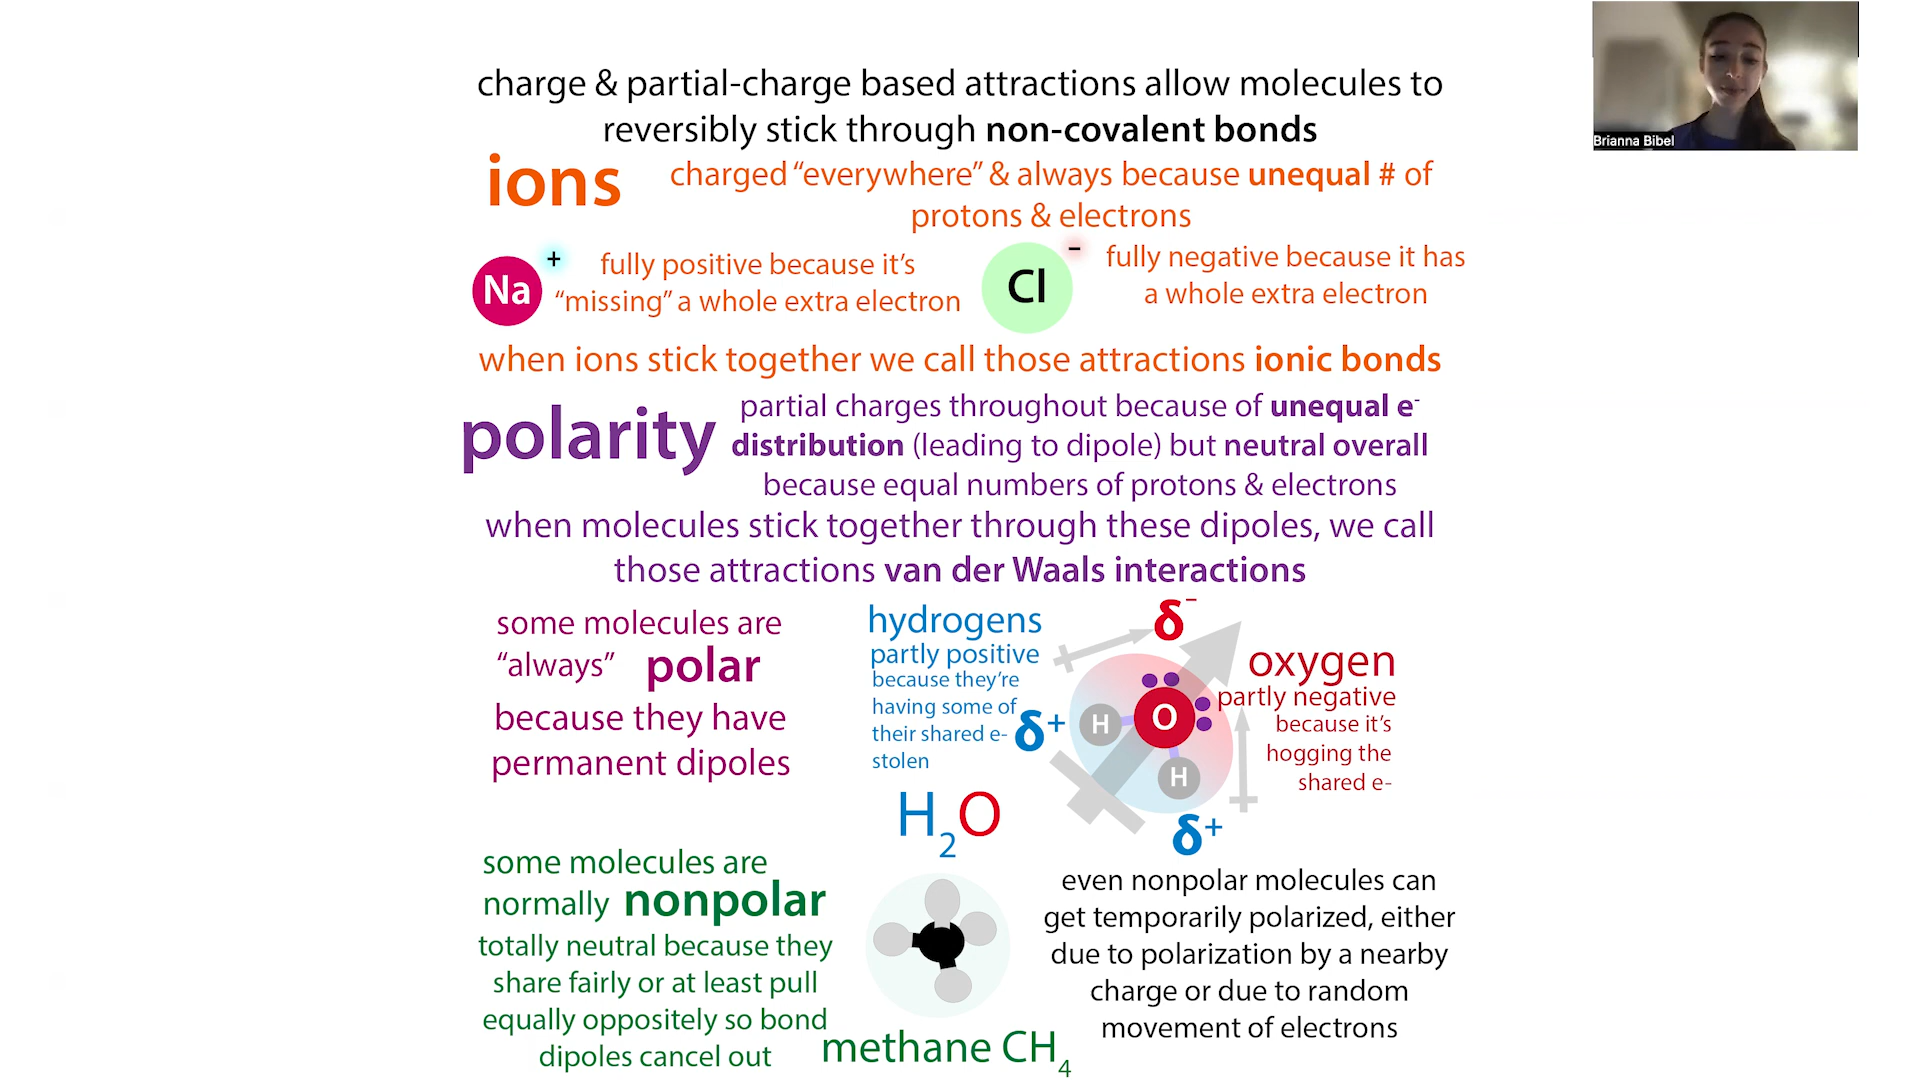 charge & partial-charge based attractions allow molecules to
reversibly stick through non-covalent bonds
Brianna Bibel
ions
charged “everywhere” & always because unequal # of
protons & electrons
Na
+
fully positive because it’s
“missing” a whole extra electron
Cl
−
fully negative because it has
a whole extra electron
when ions stick together we call those attractions ionic bonds
polarity
partial charges throughout because of unequal e-
distribution (leading to dipole) but neutral overall
because equal numbers of protons & electrons
when molecules stick together through these dipoles, we call
those attractions van der Waals interactions
some molecules are
“always” polar
because they have
permanent dipoles
hydrogens
partly positive
because they’re
having some of
their shared e-
stolen
δ−
δ+
H
O
H
δ+
oxygen
partly negative
because it’s
hogging the
shared e-
H2O
some molecules are
normally nonpolar
totally neutral because they
share fairly or at least pull
equally oppositely so bond
dipoles cancel out
methane CH4
even nonpolar molecules can
get temporarily polarized, either
due to polarization by a nearby
charge or due to random
movement of electrons